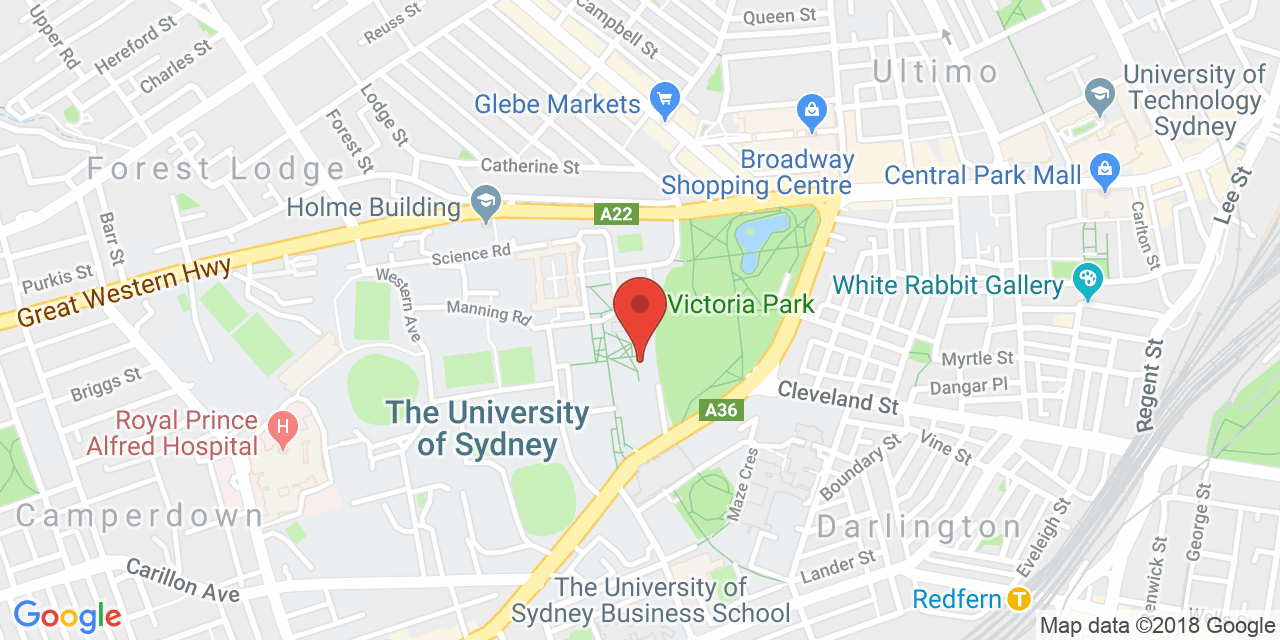 Queen St
Upper Rd
Hereford St
Reuss St
Campbell St
Charles St
Ultimo
University of
Technology
Sydney
Glebe Markets
Lodge St
Forest St
Forest Lodge
Catherine St
Broadway
Shopping Centre
Central Park Mall
Lee St
Holme Building
A22
Carlton St
Barr St
Science Rd
Purkis St
Great Western Hwy
Western Ave
Manning Rd
Victoria Park
White Rabbit Gallery
Myrtle St
Dangar Pl
Regent St
Briggs St
Cleveland St
A36
The University
of Sydney
Royal Prince
Alfred Hospital
H
Vine St
Boundary St
Maze Cres
Camperdown
Darlington
George St
Eveleigh St
Lander St
Carillon Ave
The University of
Sydney Business School
Redfern
T
Google
Map data ©2018 Google